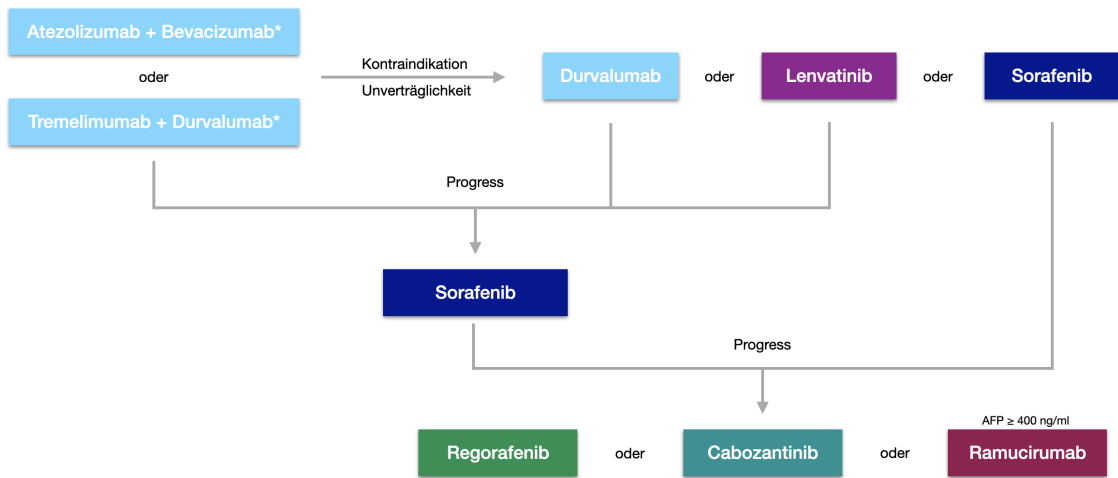 Atezolizumab + Bevacizumab*
oder
Tremelimumab + Durvalumab*
Kontraindikation
Unverträglichkeit
Durvalumab
oder
Lenvatinib
oder
Sorafenib
Progress
Sorafenib
Progress
Regorafenib
oder
Cabozantinib
oder
AFP ≥ 400 ng/ml
Ramucirumab